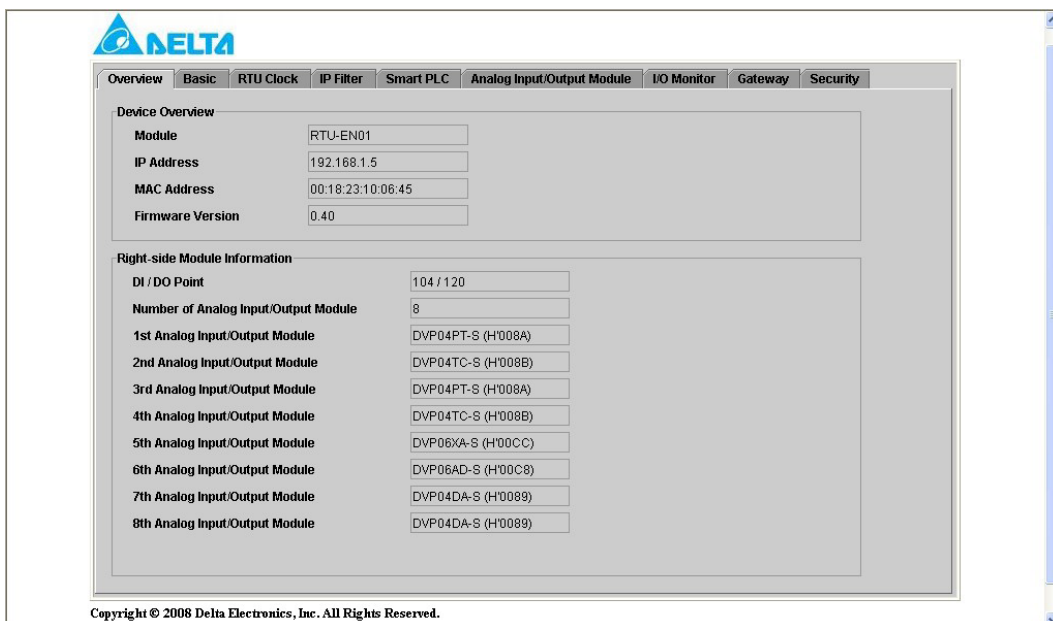 DELTA
Overview Basic RTU Clock IP Filter Smart PLC Analog Input/Output Module I/O Monitor Gateway Security
Device Overview
Module RTU-EN01
IP Address 192.168.1.5
MAC Address 00:18:23:10:06:45
Firmware Version 0.40
Right-side Module Information
DI / DO Point 104 / 120
Number of Analog Input/Output Module 8
1st Analog Input/Output Module DVP04PT-S (H'008A)
2nd Analog Input/Output Module DVP04TC-S (H'008B)
3rd Analog Input/Output Module DVP04PT-S (H'008A)
4th Analog Input/Output Module DVP04TC-S (H'008B)
5th Analog Input/Output Module DVP06XA-S (H'00CC)
6th Analog Input/Output Module DVP06AD-S (H'00C8)
7th Analog Input/Output Module DVP04DA-S (H'0089)
8th Analog Input/Output Module DVP04DA-S (H'0089)
Copyright © 2008 Delta Electronics, Inc. All Rights Reserved.